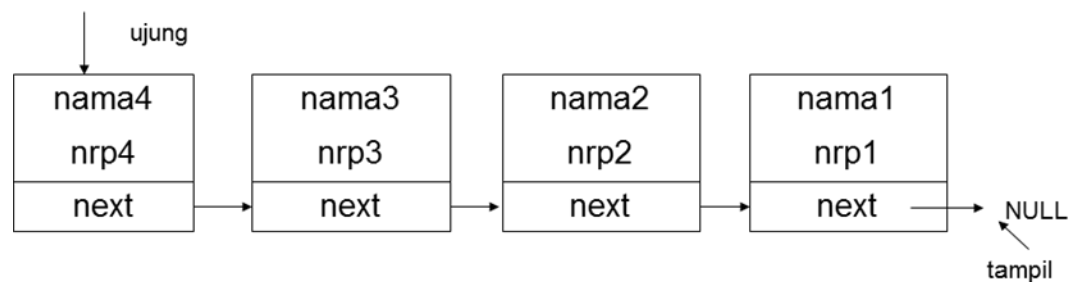 ujung
nama4 nama3 nama2 nama1
nrp4 nrp3 nrp2 nrp1
next next next next NULL
tampil